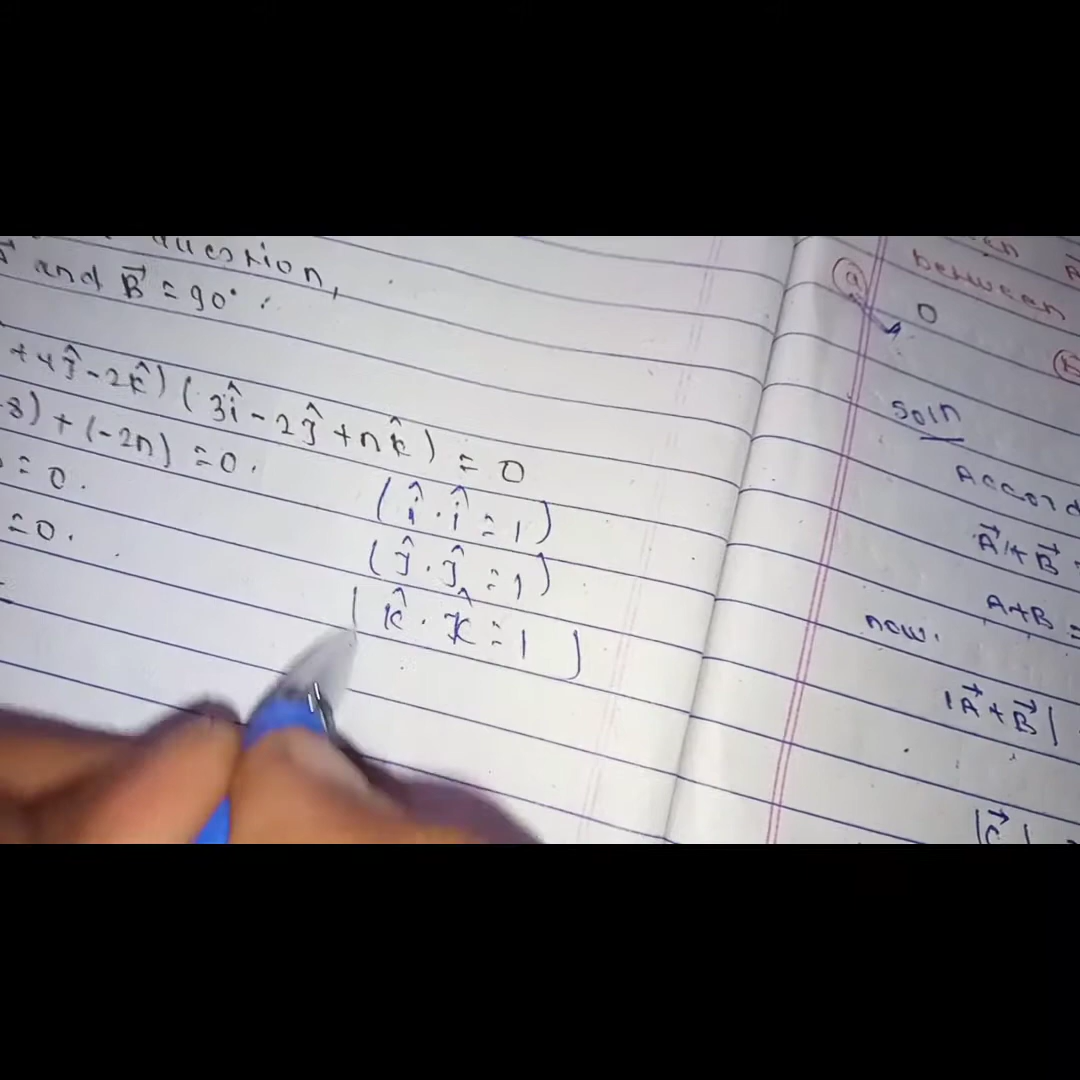 question,
A⃗ and B⃗ = 90°.
+4ĵ - 2k̂) (3î - 2ĵ + nk̂) = 0
-8) + (-2n) = 0.
= 0.
= 0.
(î · î = 1)
(ĵ · ĵ = 1)
(k̂ · k̂ = 1)
between
(a) 0
Soln
Accord
A⃗ + B⃗ =
A+B =
now.
|A⃗ + B⃗|
|C⃗|